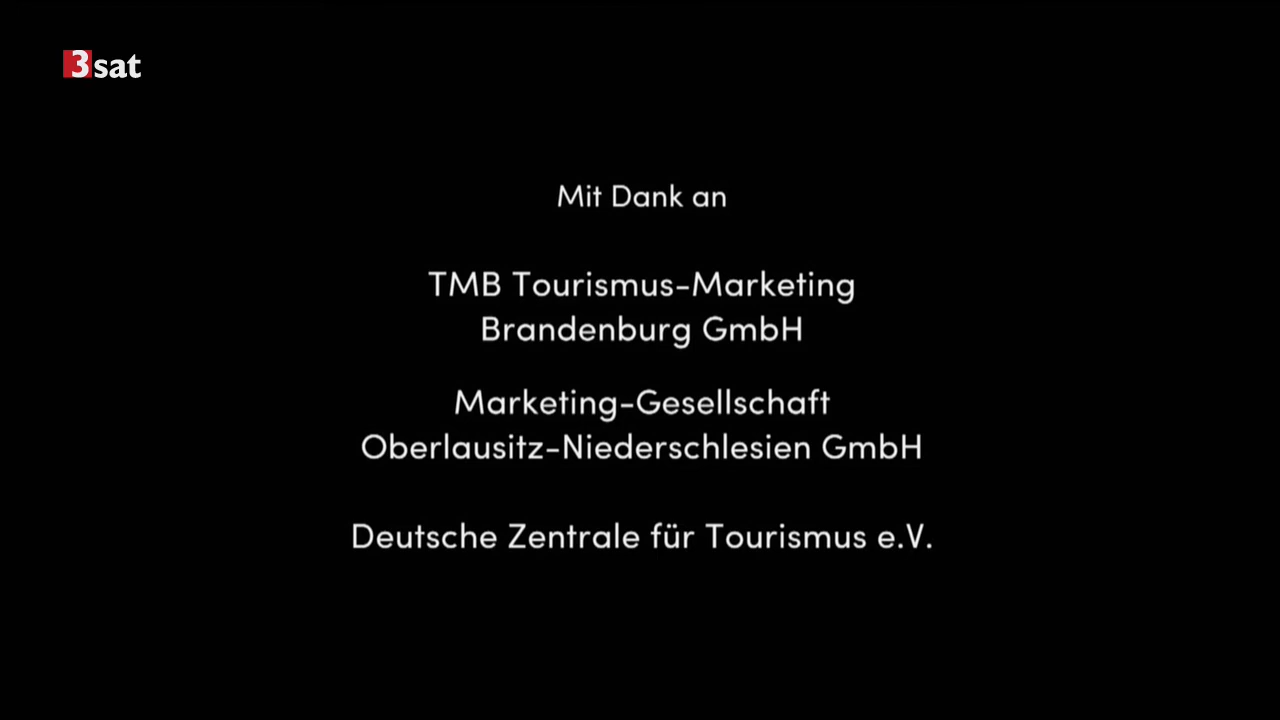 3sat
Mit Dank an
TMB Tourismus-Marketing
Brandenburg GmbH
Marketing-Gesellschaft
Oberlausitz-Niederschlesien GmbH
Deutsche Zentrale für Tourismus e.V.